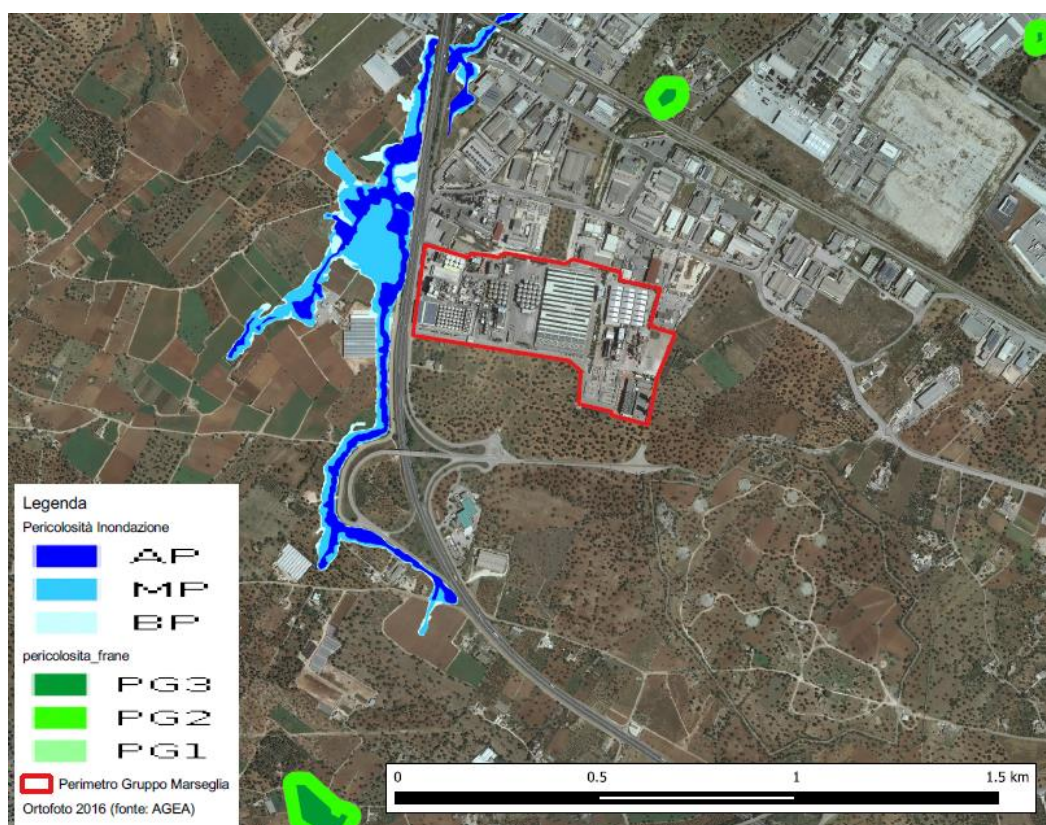 Legenda
Pericolosità Inondazione
AP
MP
BP
pericolosita_frane
PG3
PG2
PG1
Perimetro Gruppo Marseglia
Ortofoto 2016 (fonte: AGEA)
0 0.5 1 1.5 km